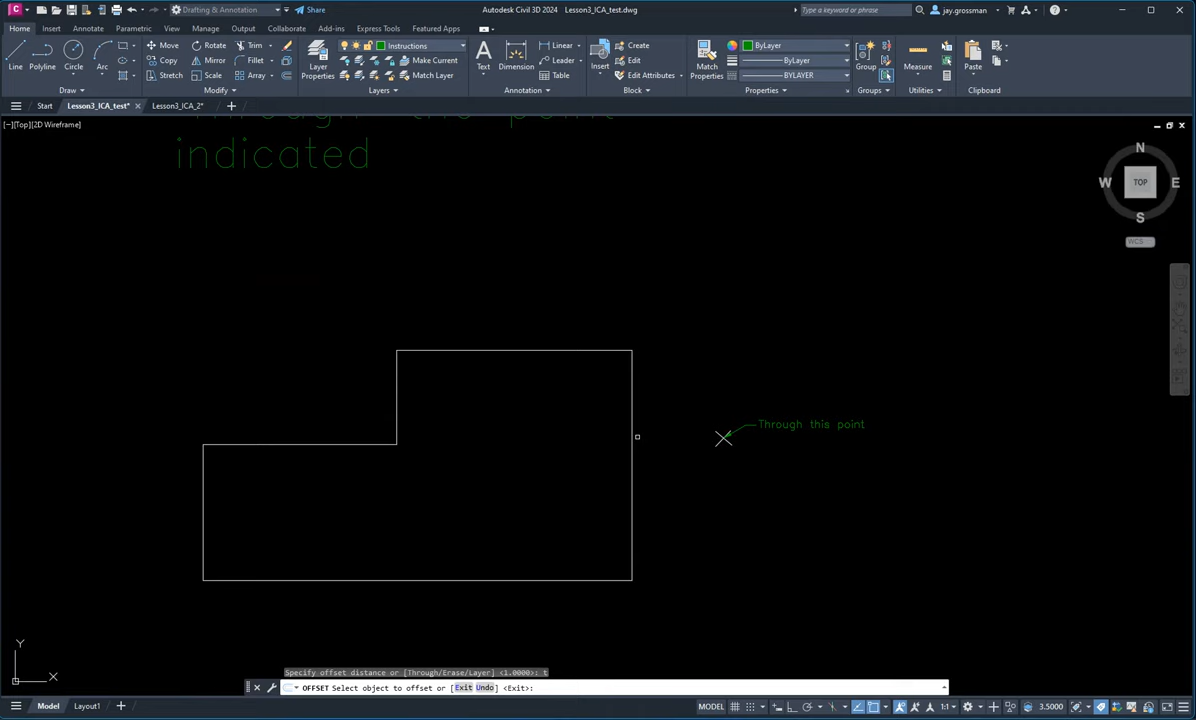 Drafting & Annotation
Share
Autodesk Civil 3D 2024 Lesson3_ICA_test.dwg
Type a keyword or phrase
jay.grossman
Home Insert Annotate Parametric View Manage Output Collaborate Add-ins Express Tools Featured Apps
Line Polyline Circle Arc
Move Rotate Trim
Copy Mirror Fillet
Stretch Scale Array
Layer Properties
Instructions
Make Current
Match Layer
Text Dimension
Linear
Leader
Table
Insert
Create
Edit
Edit Attributes
Match Properties
ByLayer
ByLayer
BYLAYER
Group
Measure
Paste
Draw Modify Layers Annotation Block Properties Groups Utilities Clipboard
Start Lesson3_ICA_test* Lesson3_ICA_2*
[−][Top][2D Wireframe]
Through the point
indicated
N
W TOP E
S
WCS
Through this point
Y
X
Specify offset distance or [Through/Erase/Layer] <1.0000>: t
OFFSET Select object to offset or [Exit Undo] <Exit>:
Model Layout1
MODEL 1:1 3.5000